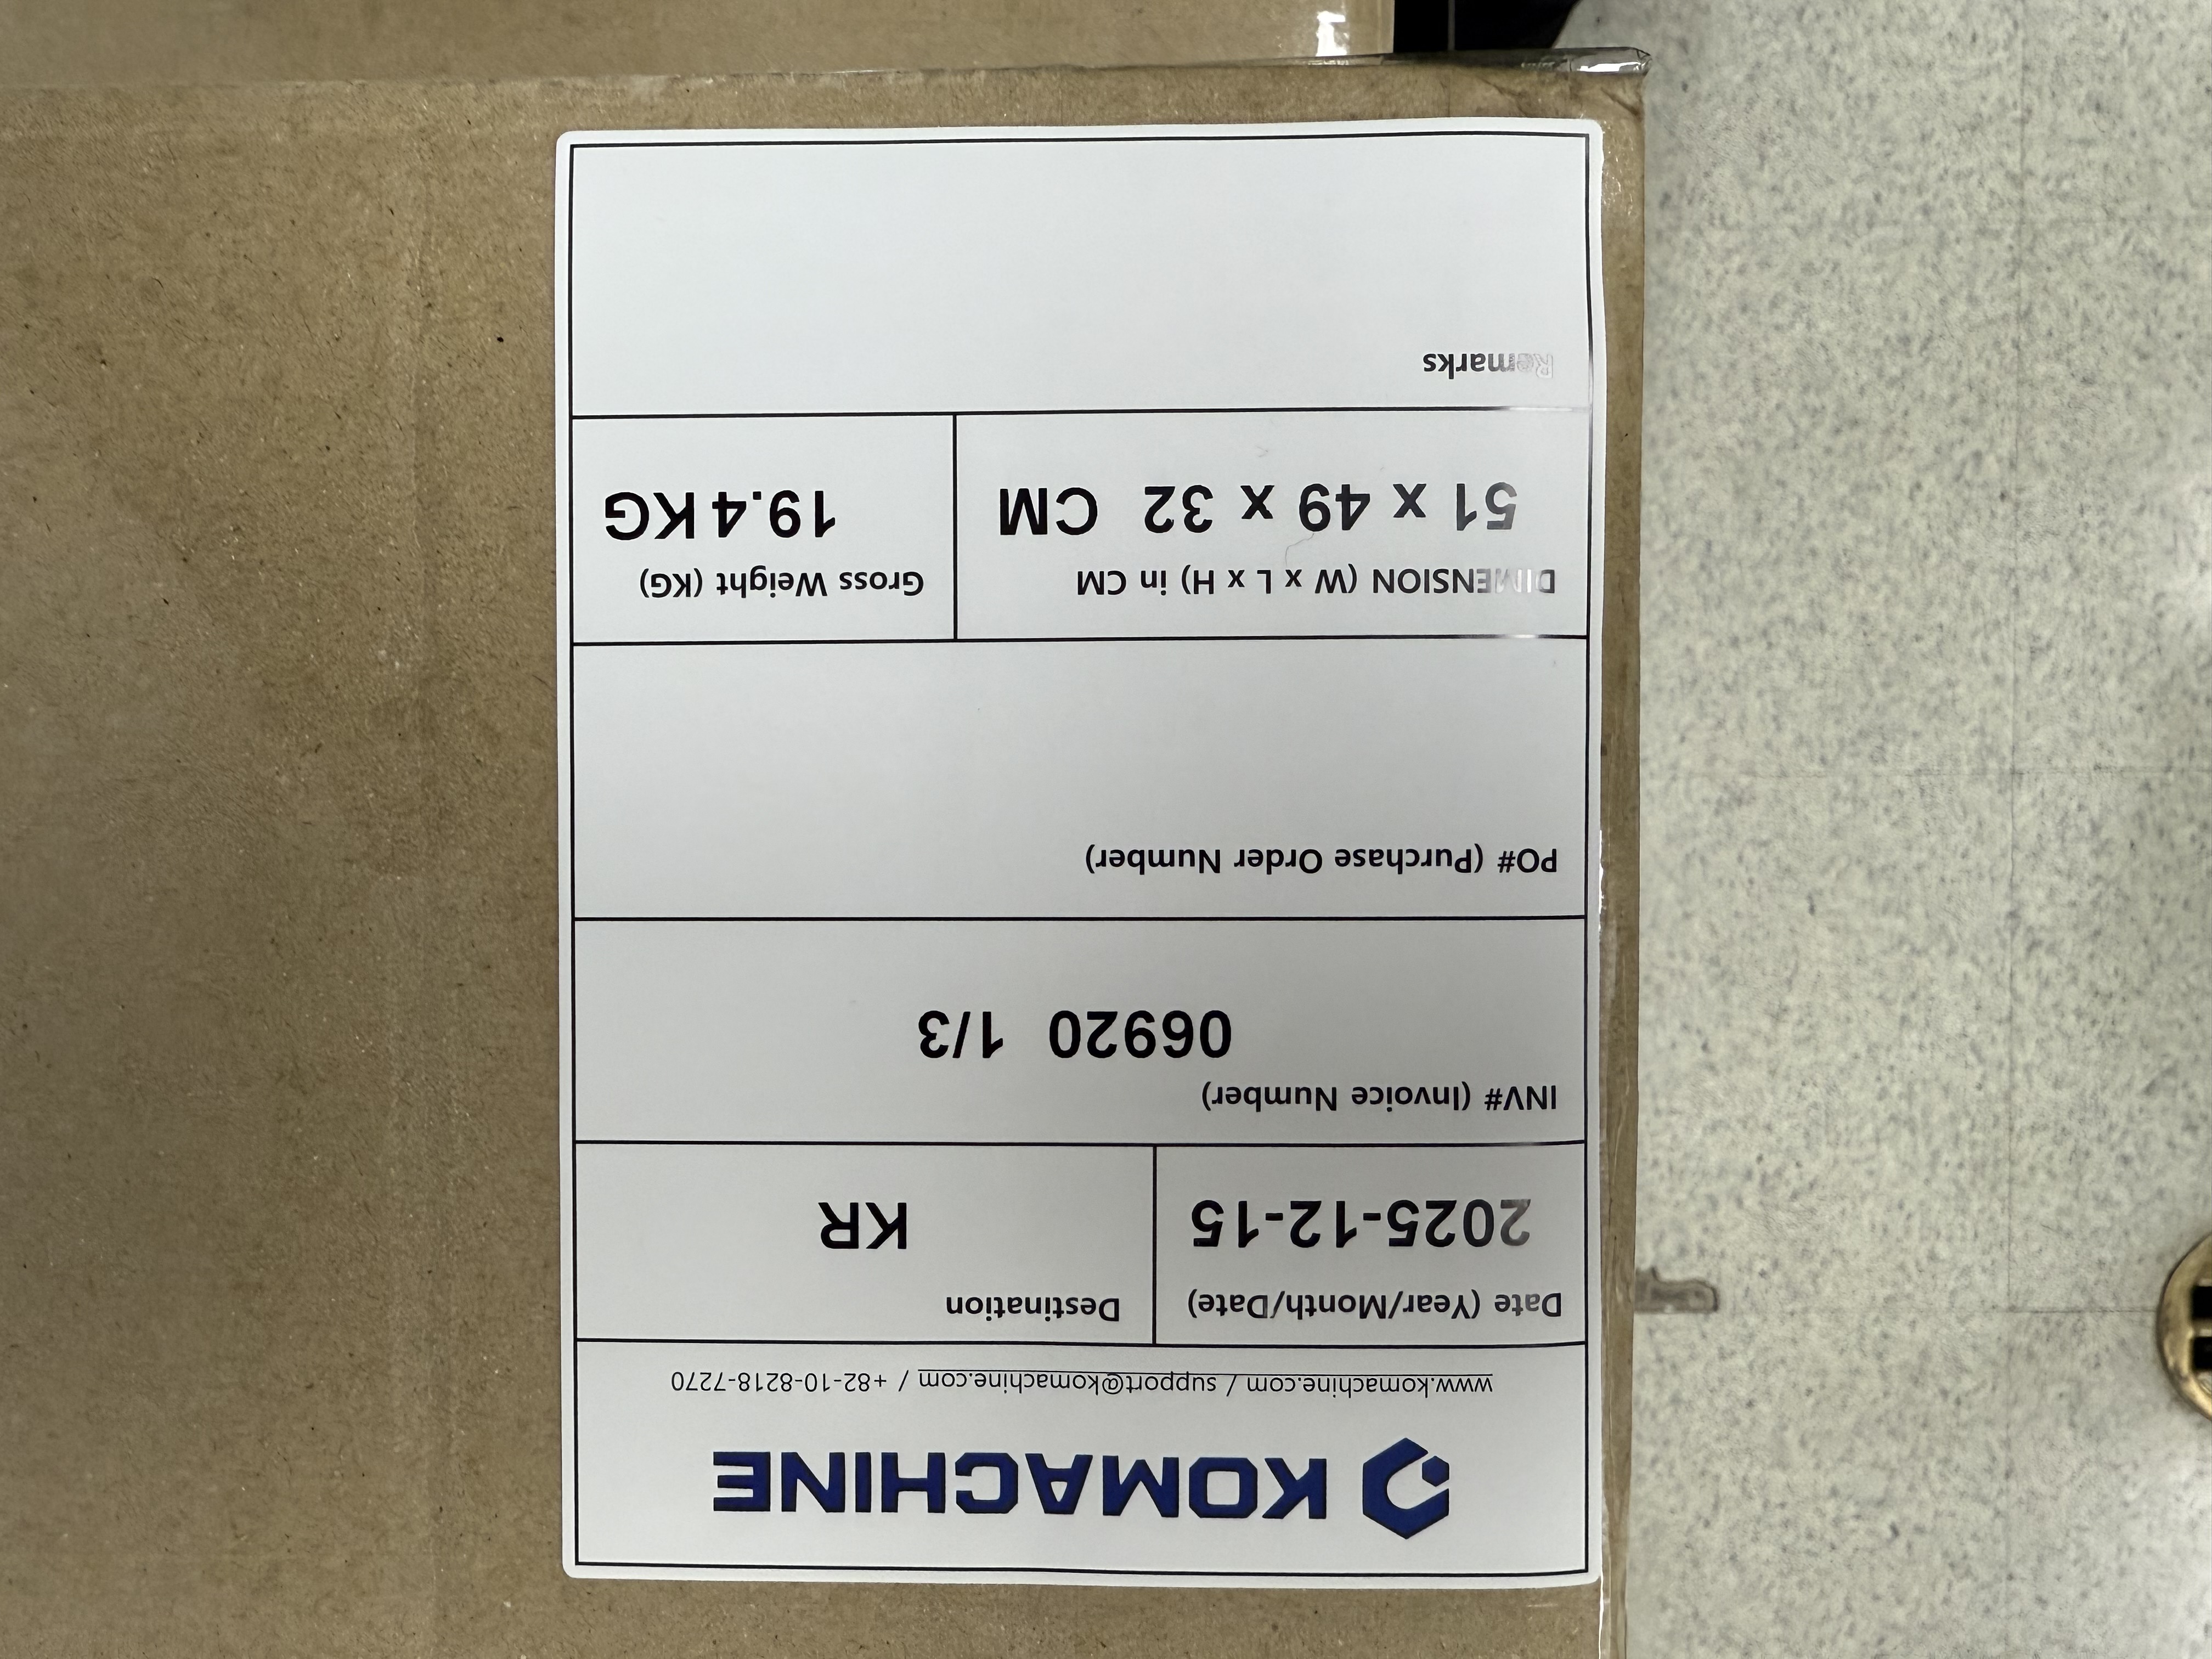 KOMACHINE
www.komachine.com / support@komachine.com / +82-10-8218-7270
Date (Year/Month/Date)
2025-12-15
Destination
KR
INV# (Invoice Number)
06920 1/3
PO# (Purchase Order Number)
DIMENSION (W x L x H) in CM
51 x 49 x 32 CM
Gross Weight (KG)
19.4 KG
Remarks